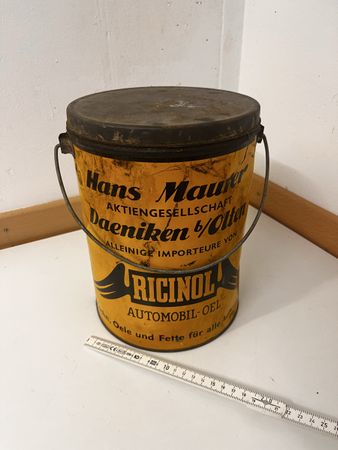 Hans Maurer
AKTIENGESELLSCHAFT
Daeniken b/Olten
ALLEINIGE IMPORTEURE VON
RICINOL
AUTOMOBIL-OEL
Oele und Fette für alle